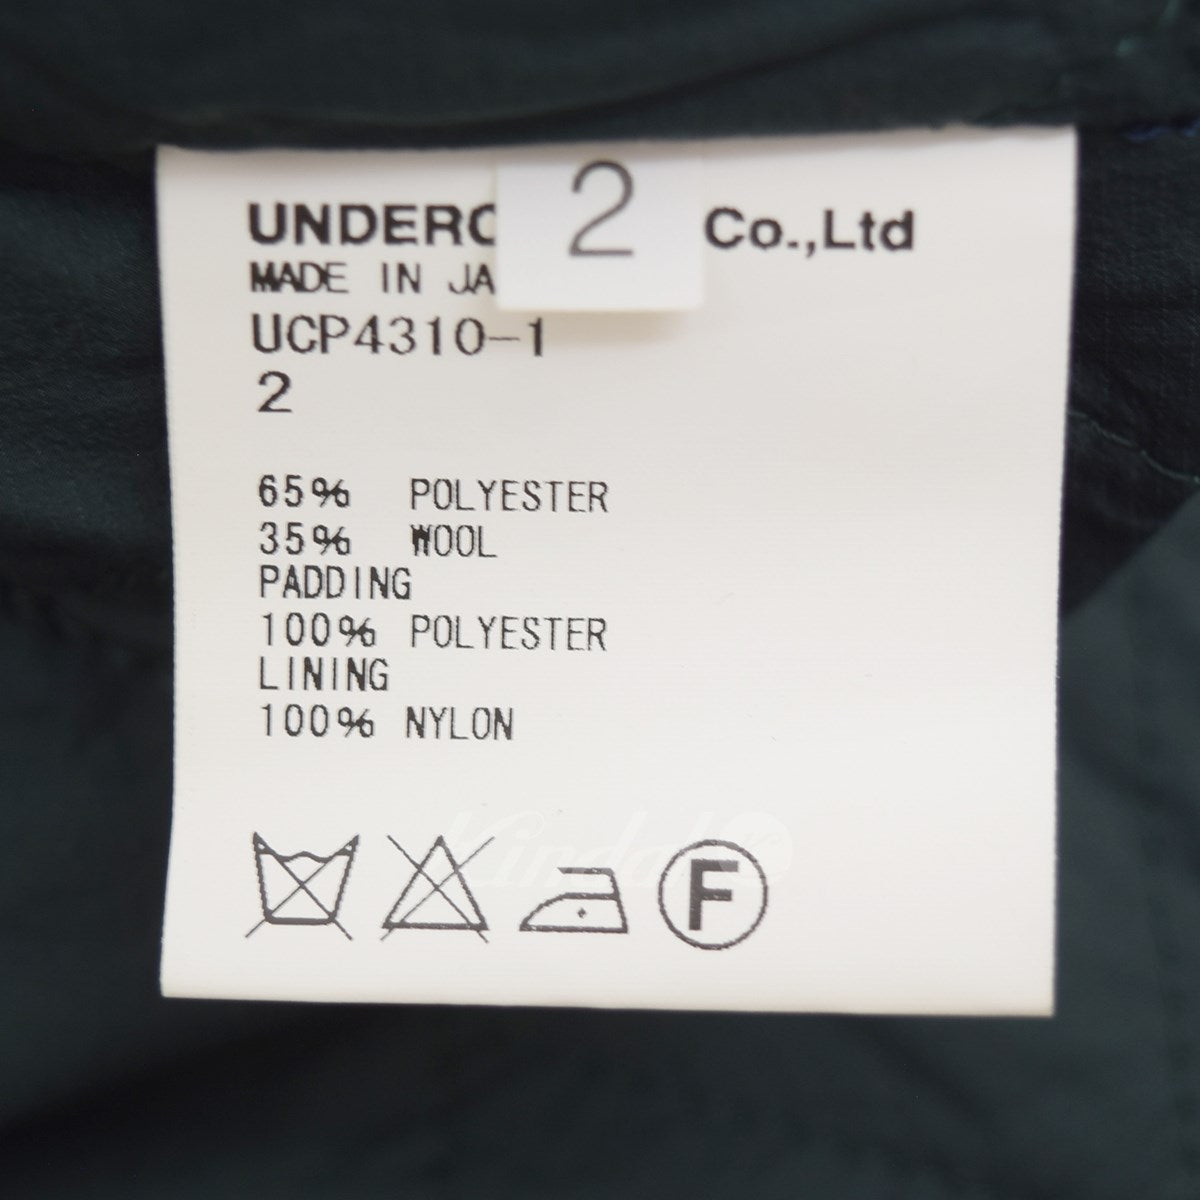 2
UNDERC Co.,Ltd
MADE IN JA
UCP4310-1
2
65% POLYESTER
35% WOOL
PADDING
100% POLYESTER
LINING
100% NYLON
F